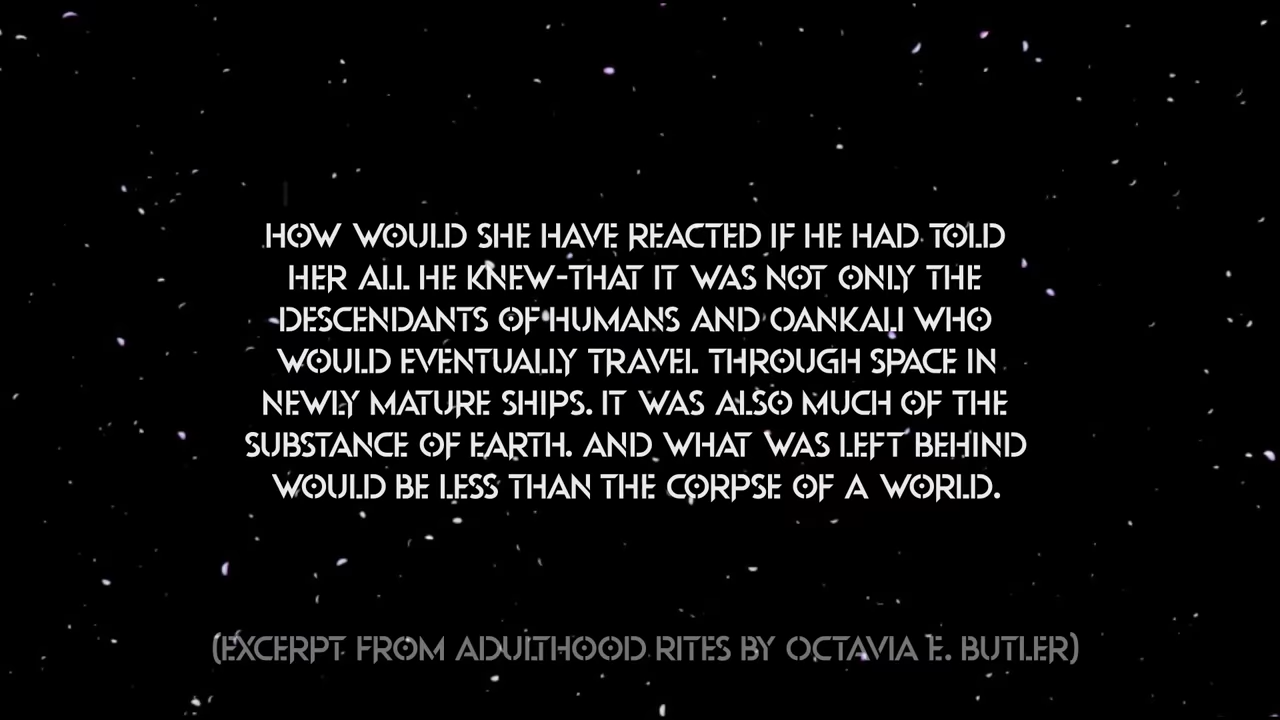 HOW WOULD SHE HAVE REACTED IF HE HAD TOLD
HER ALL HE KNEW-THAT IT WAS NOT ONLY THE
DESCENDANTS OF HUMANS AND OANKALI WHO
WOULD EVENTUALLY TRAVEL THROUGH SPACE IN
NEWLY MATURE SHIPS. IT WAS ALSO MUCH OF THE
SUBSTANCE OF EARTH. AND WHAT WAS LEFT BEHIND
WOULD BE LESS THAN THE CORPSE OF A WORLD.
(EXCERPT FROM ADULTHOOD RITES BY OCTAVIA E. BUTLER)